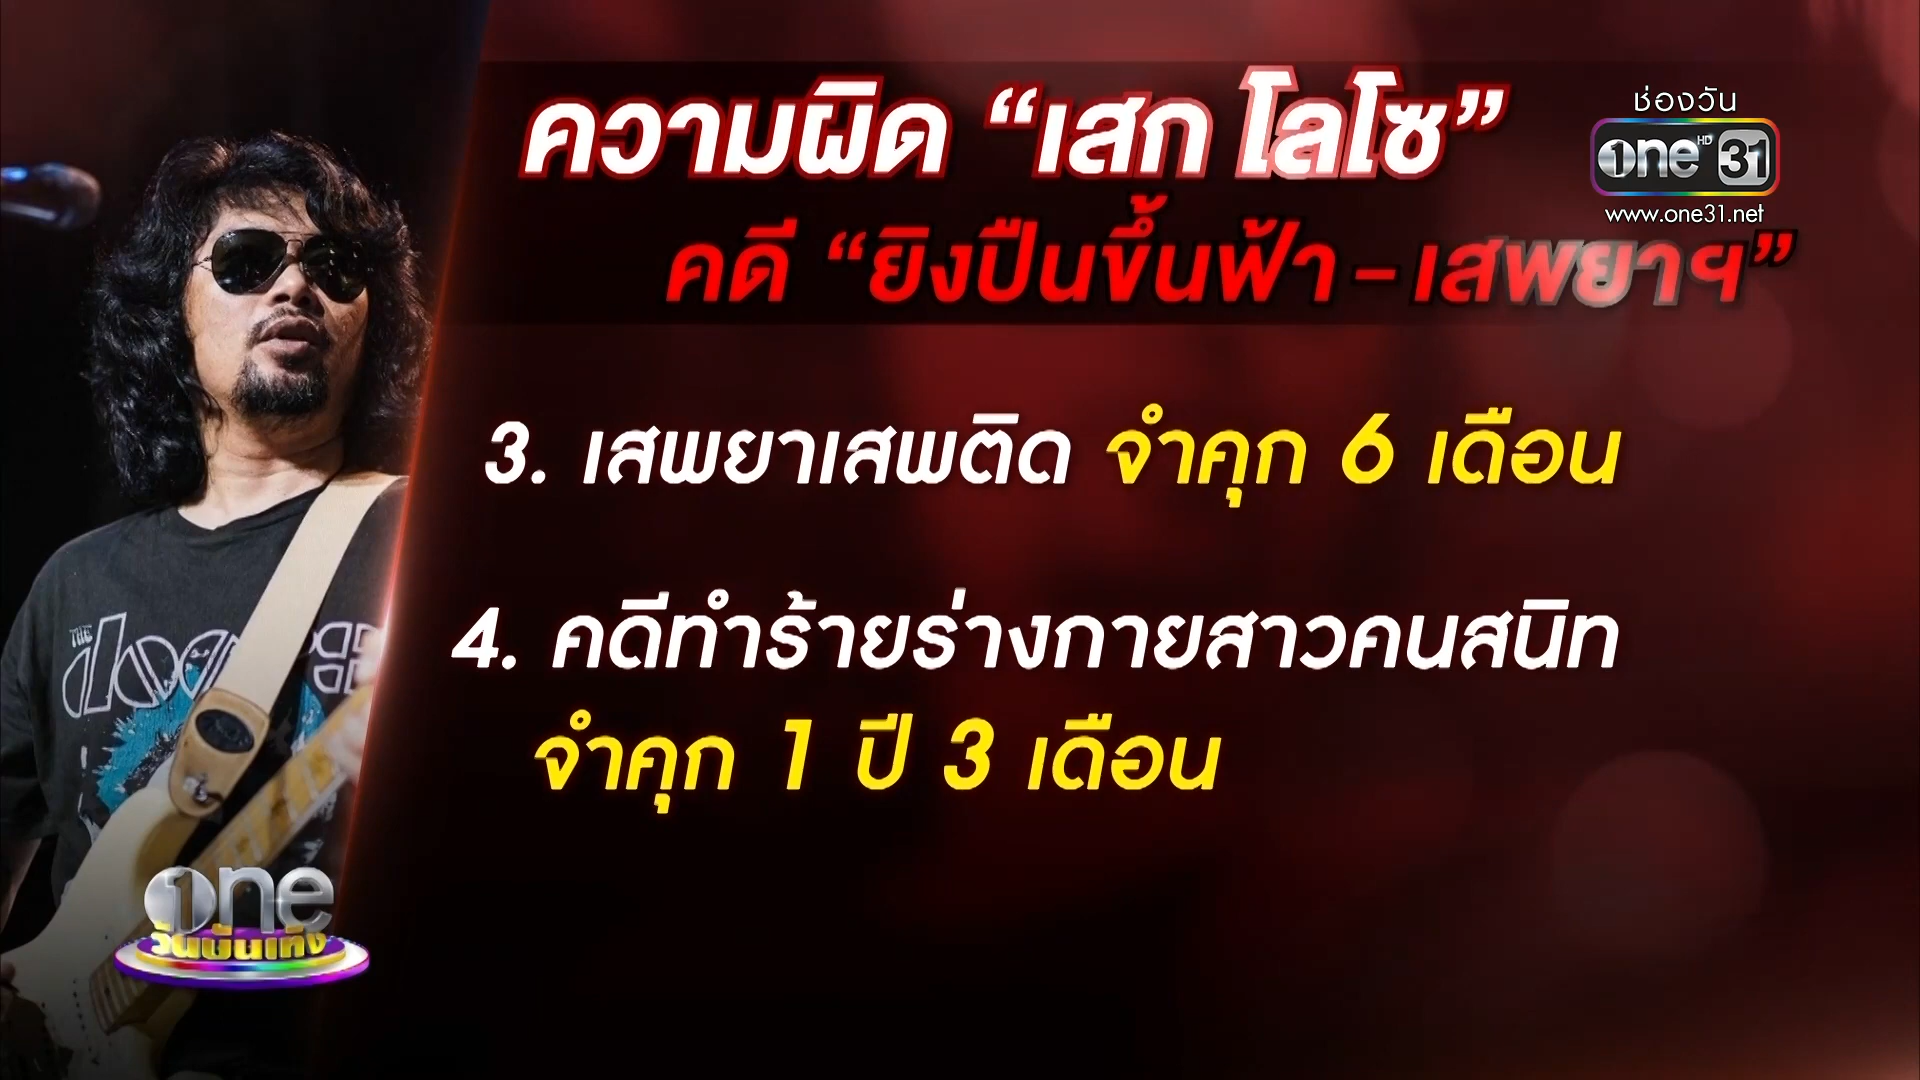 ความผิด “เสก โลโซ”
คดี “ยิงปืนขึ้นฟ้า – เสพยาฯ”
ช่องวัน
one HD 31
www.one31.net
3. เสพยาเสพติด จำคุก 6 เดือน
4. คดีทำร้ายร่างกายสาวคนสนิท
จำคุก 1 ปี 3 เดือน
THE
DOORS
one
วันบันเทิง